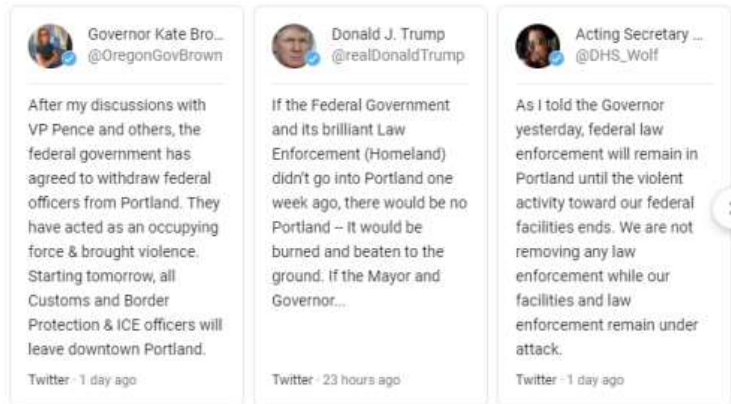 Governor Kate Bro...
@OregonGovBrown
After my discussions with
VP Pence and others, the
federal government has
agreed to withdraw federal
officers from Portland. They
have acted as an occupying
force & brought violence.
Starting tomorrow, all
Customs and Border
Protection & ICE officers will
leave downtown Portland.
Twitter · 1 day ago
Donald J. Trump
@realDonaldTrump
If the Federal Government
and its brilliant Law
Enforcement (Homeland)
didn't go into Portland one
week ago, there would be no
Portland -- It would be
burned and beaten to the
ground. If the Mayor and
Governor...
Twitter · 23 hours ago
Acting Secretary ...
@DHS_Wolf
As I told the Governor
yesterday, federal law
enforcement will remain in
Portland until the violent
activity toward our federal
facilities ends. We are not
removing any law
enforcement while our
facilities and law
enforcement remain under
attack.
Twitter · 1 day ago